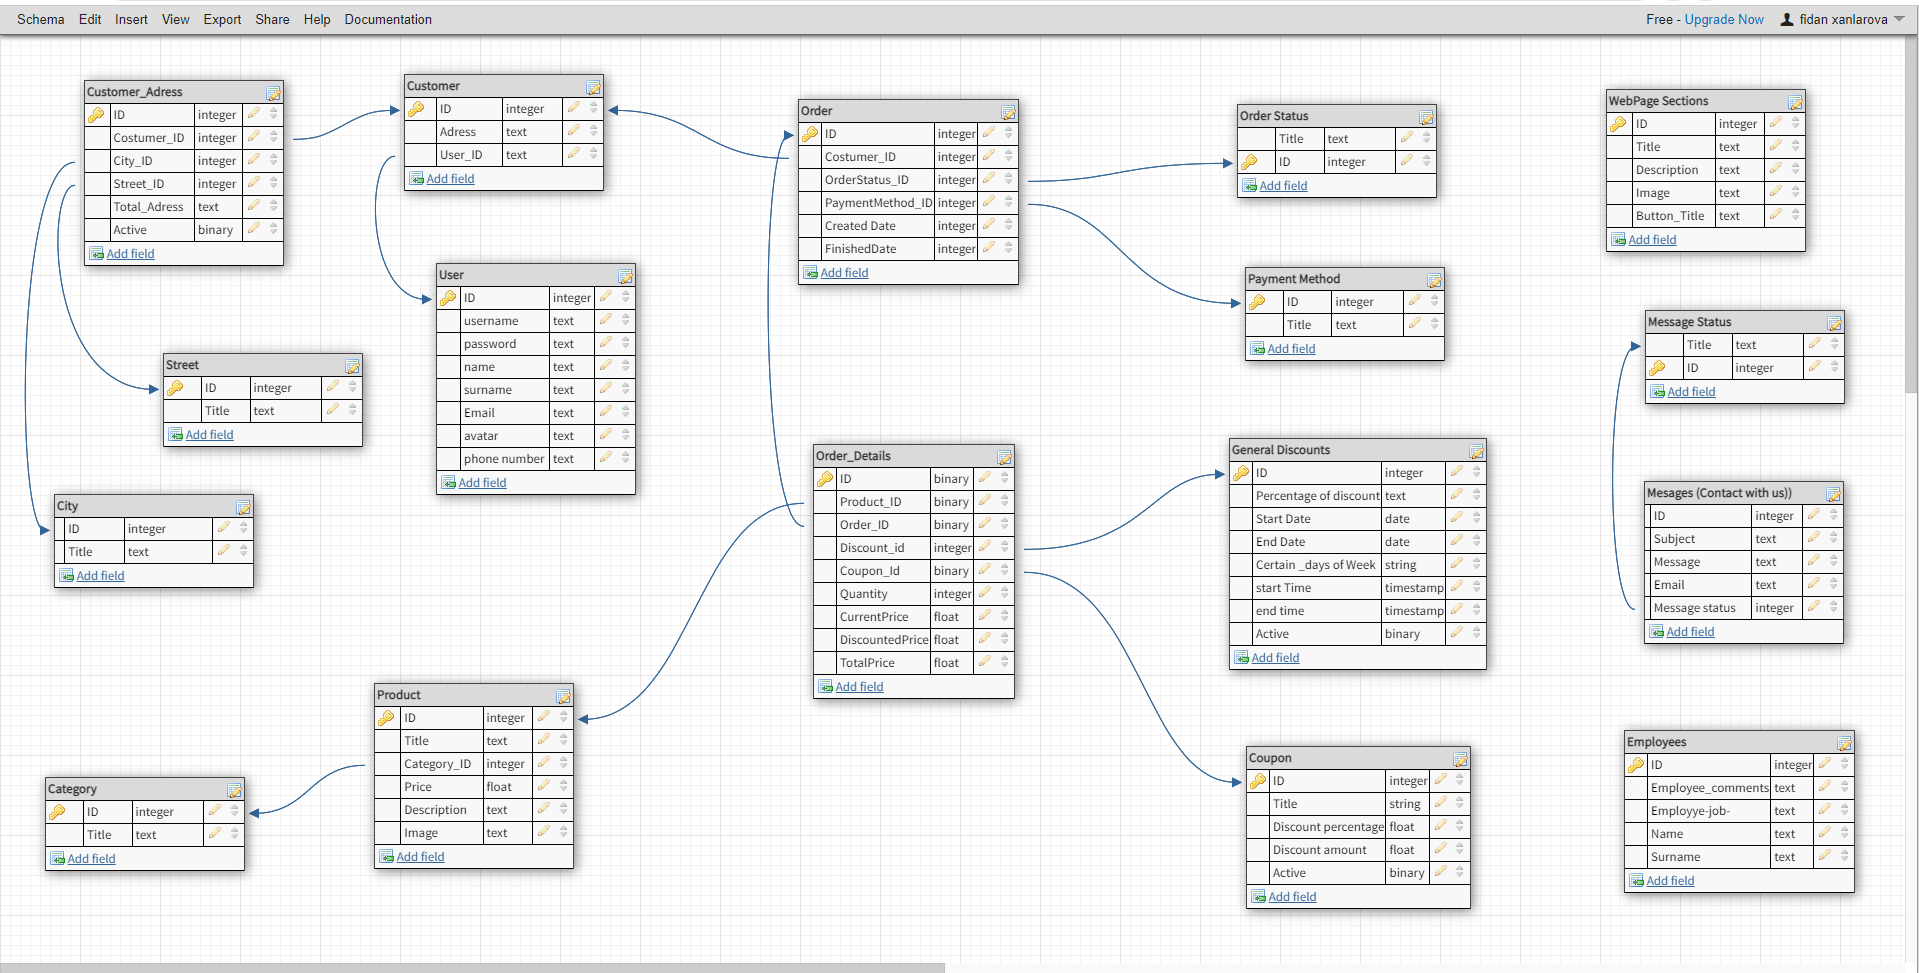 Schema Edit Insert View Export Share Help Documentation Free - Upgrade Now fidan xanlarova
Customer_Adress
ID integer
Costumer_ID integer
City_ID integer
Street_ID integer
Total_Adress text
Active binary
Add field
Customer
ID integer
Adress text
User_ID text
Add field
Order
ID integer
Costumer_ID integer
OrderStatus_ID integer
PaymentMethod_ID integer
Created Date integer
FinishedDate integer
Add field
Order Status
Title text
ID integer
Add field
WebPage Sections
ID integer
Title text
Description text
Image text
Button_Title text
Add field
User
ID integer
username text
password text
name text
surname text
Email text
avatar text
phone number text
Add field
Payment Method
ID integer
Title text
Add field
Message Status
Title text
ID integer
Add field
Street
ID integer
Title text
Add field
City
ID integer
Title text
Add field
Order_Details
ID binary
Product_ID binary
Order_ID binary
Discount_id integer
Coupon_Id binary
Quantity integer
CurrentPrice float
DiscountedPrice float
TotalPrice float
Add field
General Discounts
ID integer
Percentage of discount text
Start Date date
End Date date
Certain _days of Week string
start Time timestamp
end time timestamp
Active binary
Add field
Mesages (Contact with us))
ID integer
Subject text
Message text
Email text
Message status integer
Add field
Product
ID integer
Title text
Category_ID integer
Price float
Description text
Image text
Add field
Category
ID integer
Title text
Add field
Coupon
ID integer
Title string
Discount percentage float
Discount amount float
Active binary
Add field
Employees
ID integer
Employee_comments text
Employye-job- text
Name text
Surname text
Add field